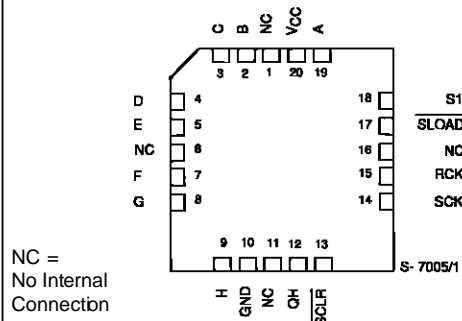 C B NC VCC A
3 2 1 20 19
D 4 18 S1
E 5 17 SLOAD
NC 6 16 NC
F 7 15 RCK
G 8 14 SCK
9 10 11 12 13
H GND NC QH SCLR
S-7005/1
NC =
No Internal
Connection